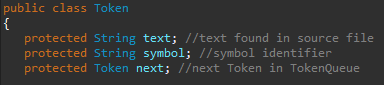 public class Token
{
   protected String text; //text found in source file
   protected String symbol; //symbol identifier
   protected Token next; //next Token in TokenQueue